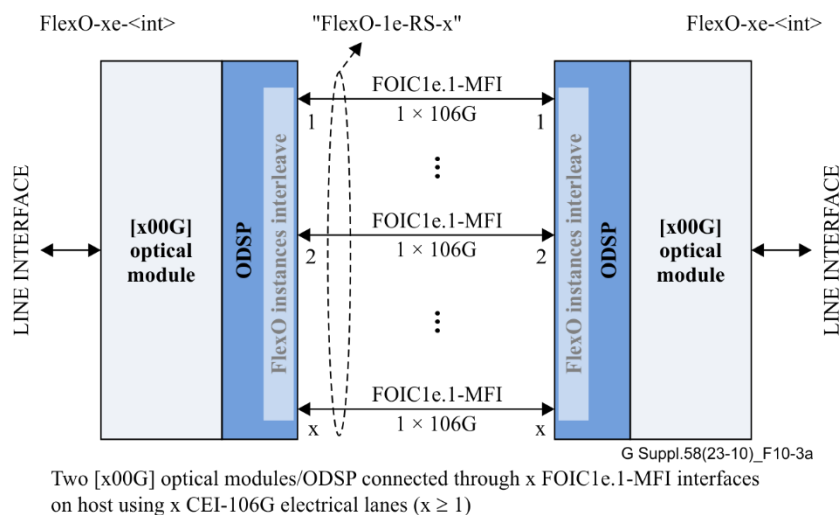 FlexO-xe-<int>
"FlexO-1e-RS-x"
FlexO-xe-<int>
FOIC1e.1-MFI
1
1 × 106G
1
...
FOIC1e.1-MFI
2
1 × 106G
2
...
FOIC1e.1-MFI
x
1 × 106G
x
LINE INTERFACE
[x00G]
optical
module
ODSP
FlexO instances interleave
FlexO instances interleave
ODSP
[x00G]
optical
module
LINE INTERFACE
G Suppl.58(23-10)_F10-3a
Two [x00G] optical modules/ODSP connected through x FOIC1e.1-MFI interfaces
on host using x CEI-106G electrical lanes (x ≥ 1)